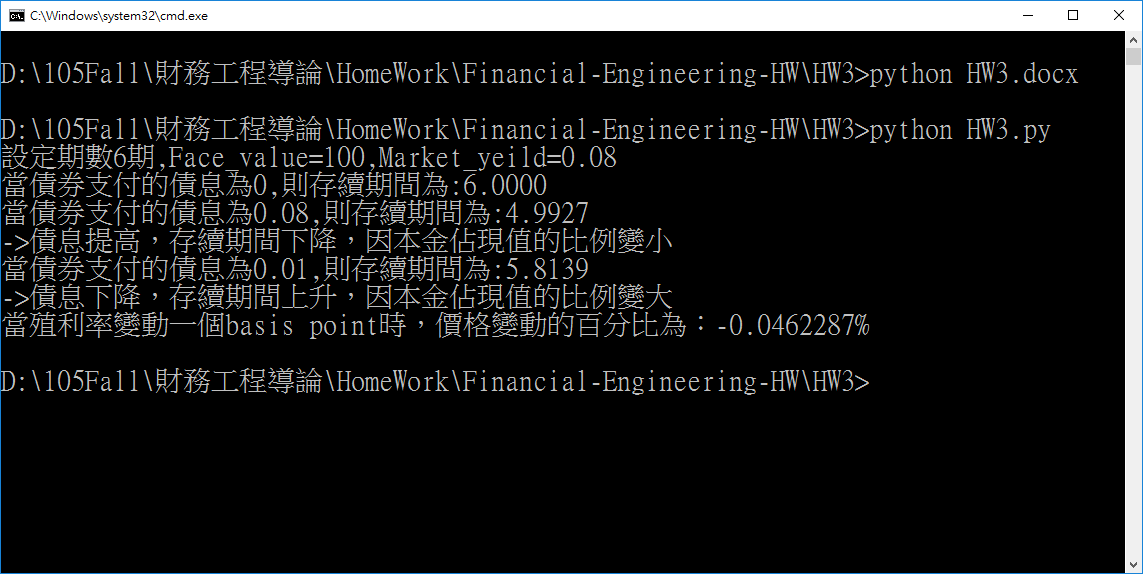 C:\Windows\system32\cmd.exe
D:\105Fall\財務工程導論\HomeWork\Financial-Engineering-HW\HW3>python HW3.docx
D:\105Fall\財務工程導論\HomeWork\Financial-Engineering-HW\HW3>python HW3.py
設定期數6期,Face_value=100,Market_yeild=0.08
當債券支付的債息為0,則存續期間為:6.0000
當債券支付的債息為0.08,則存續期間為:4.9927
->債息提高，存續期間下降，因本金佔現值的比例變小
當債券支付的債息為0.01,則存續期間為:5.8139
->債息下降，存續期間上升，因本金佔現值的比例變大
當殖利率變動一個basis point時，價格變動的百分比為：-0.0462287%
D:\105Fall\財務工程導論\HomeWork\Financial-Engineering-HW\HW3>